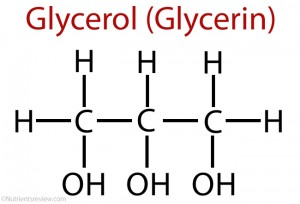 Glycerol (Glycerin)
H H H
H C C C H
OH OH OH
©Nutrientsreview.com